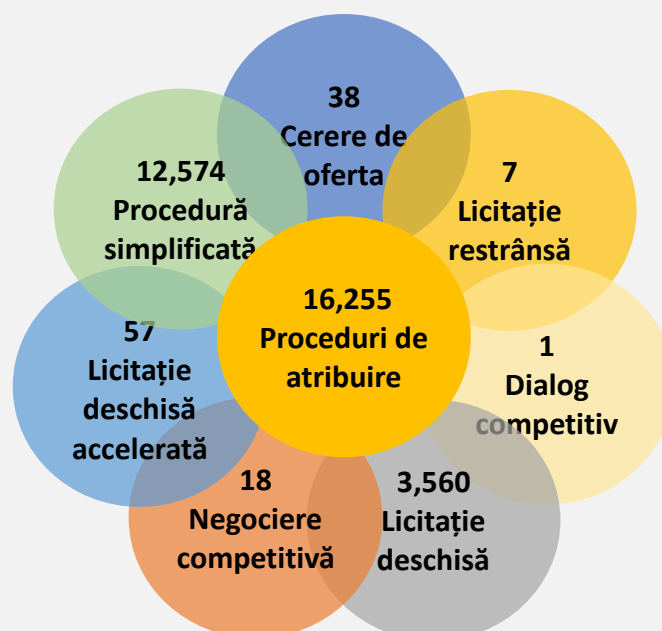 38
Cerere de
oferta
7
Licitație
restrânsă
1
Dialog
competitiv
3,560
Licitație
deschisă
18
Negociere
competitivă
57
Licitație
deschisă
accelerată
12,574
Procedură
simplificată
16,255
Proceduri de
atribuire